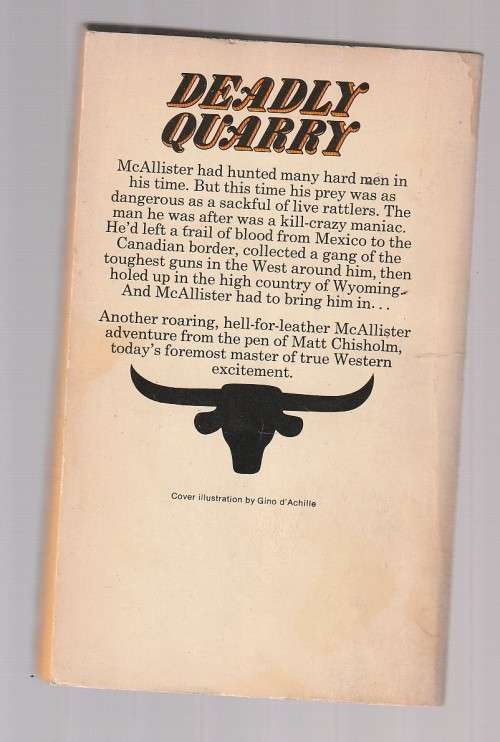 DEADLY
QUARRY
McAllister had hunted many hard men in
his time. But this time his prey was as
dangerous as a sackful of live rattlers. The
man he was after was a kill-crazy maniac.
He'd left a trail of blood from Mexico to the
Canadian border, collected a gang of the
toughest guns in the West around him, then
holed up in the high country of Wyoming.
And McAllister had to bring him in...
Another roaring, hell-for-leather McAllister
adventure from the pen of Matt Chisholm,
today's foremost master of true Western
excitement.
Cover illustration by Gino d'Achille